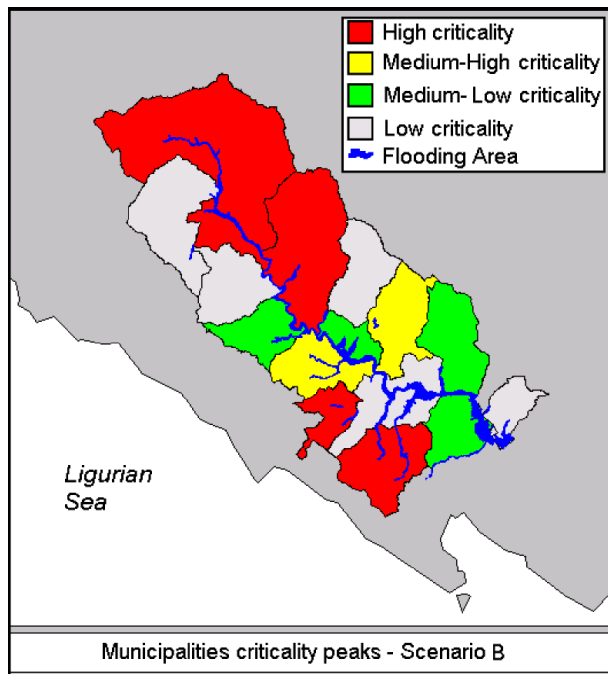 High criticality
Medium-High criticality
Medium- Low criticality
Low criticality
Flooding Area
Ligurian
Sea
Municipalities criticality peaks - Scenario B